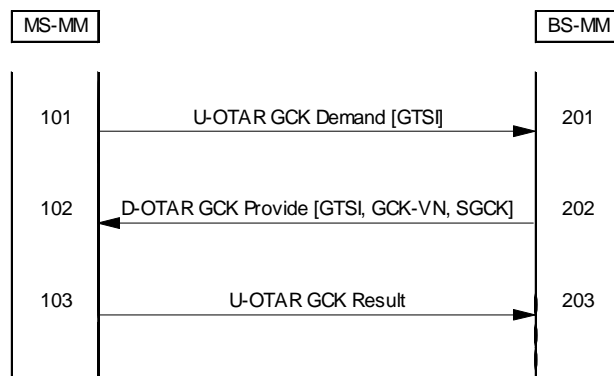 MS-MM BS-MM
101 U-OTAR GCK Demand [GTSI] 201
102 D-OTAR GCK Provide [GTSI, GCK-VN, SGCK] 202
103 U-OTAR GCK Result 203